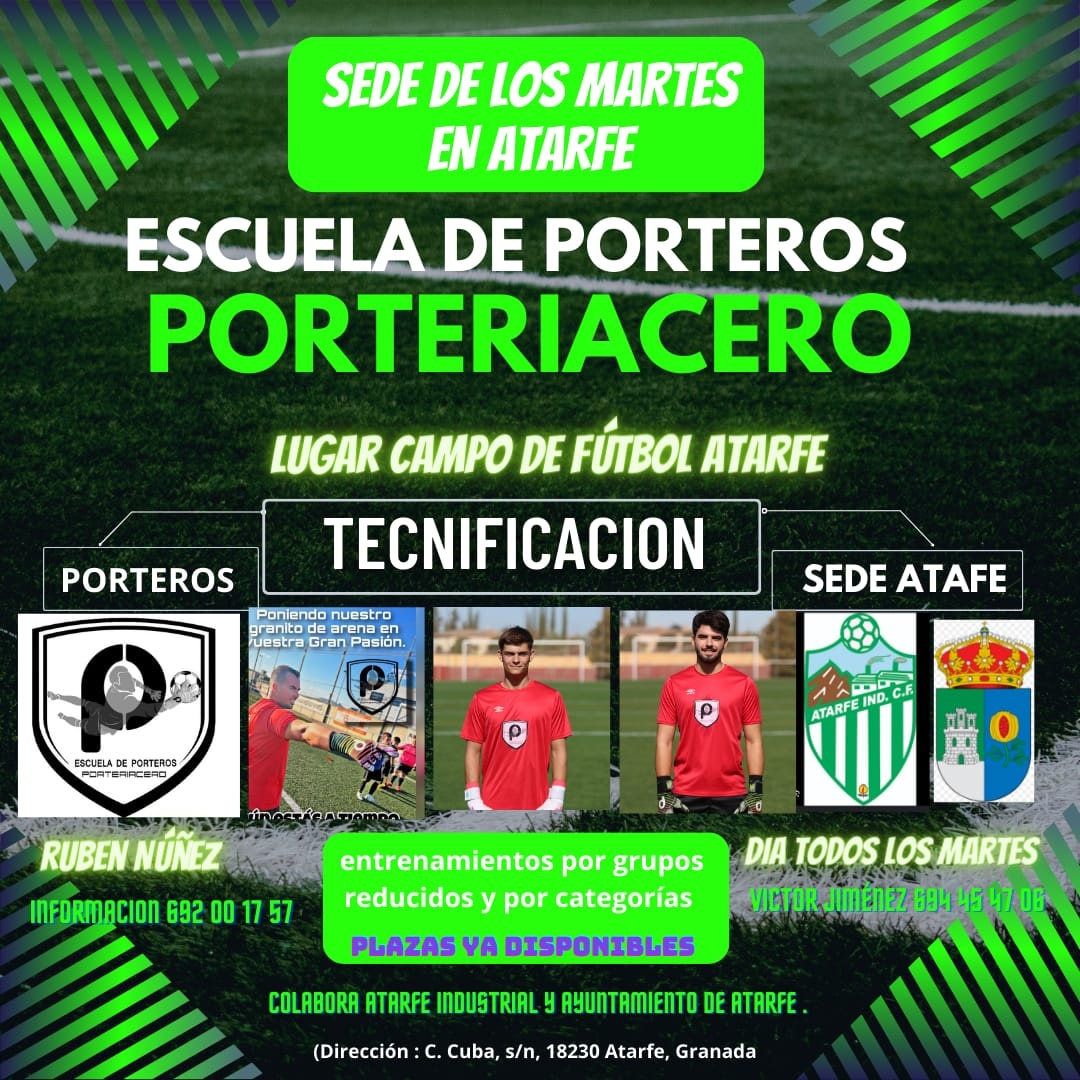 SEDE DE LOS MARTES
EN ATARFE
ESCUELA DE PORTEROS
PORTERIACERO
LUGAR CAMPO DE FÚTBOL ATARFE
TECNIFICACION
PORTEROS
SEDE ATAFE
Poniendo nuestro
granito de arena en
vuestra Gran Pasión.
ATARFE IND. C.F.
ESCUELA DE PORTEROS
PORTERIACERO
ESTÁS A TIEMPO
RUBEN NÚÑEZ
INFORMACION 692 00 17 57
entrenamientos por grupos
reducidos y por categorías
PLAZAS YA DISPONIBLES
DIA TODOS LOS MARTES
VICTOR JIMÉNEZ 694 45 47 06
COLABORA ATARFE INDUSTRIAL Y AYUNTAMIENTO DE ATARFE .
(Dirección : C. Cuba, s/n, 18230 Atarfe, Granada